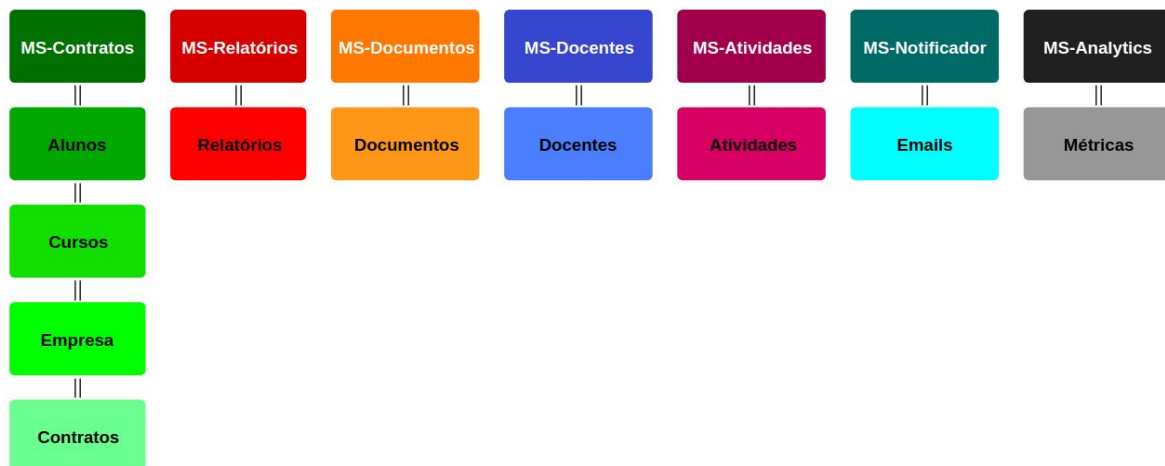 MS-Contratos
MS-Relatórios
MS-Documentos
MS-Docentes
MS-Atividades
MS-Notificador
MS-Analytics
Alunos
Relatórios
Documentos
Docentes
Atividades
Emails
Métricas
Cursos
Empresa
Contratos